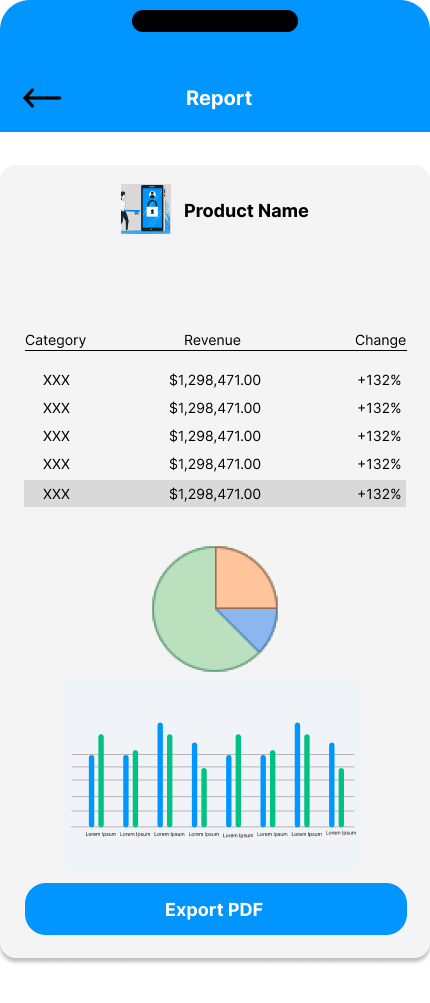 Report
Product Name
Category Revenue Change
XXX $1,298,471.00 +132%
XXX $1,298,471.00 +132%
XXX $1,298,471.00 +132%
XXX $1,298,471.00 +132%
XXX $1,298,471.00 +132%
Lorem Ipsum Lorem Ipsum Lorem Ipsum Lorem Ipsum Lorem Ipsum Lorem Ipsum Lorem Ipsum Lorem Ipsum
Export PDF